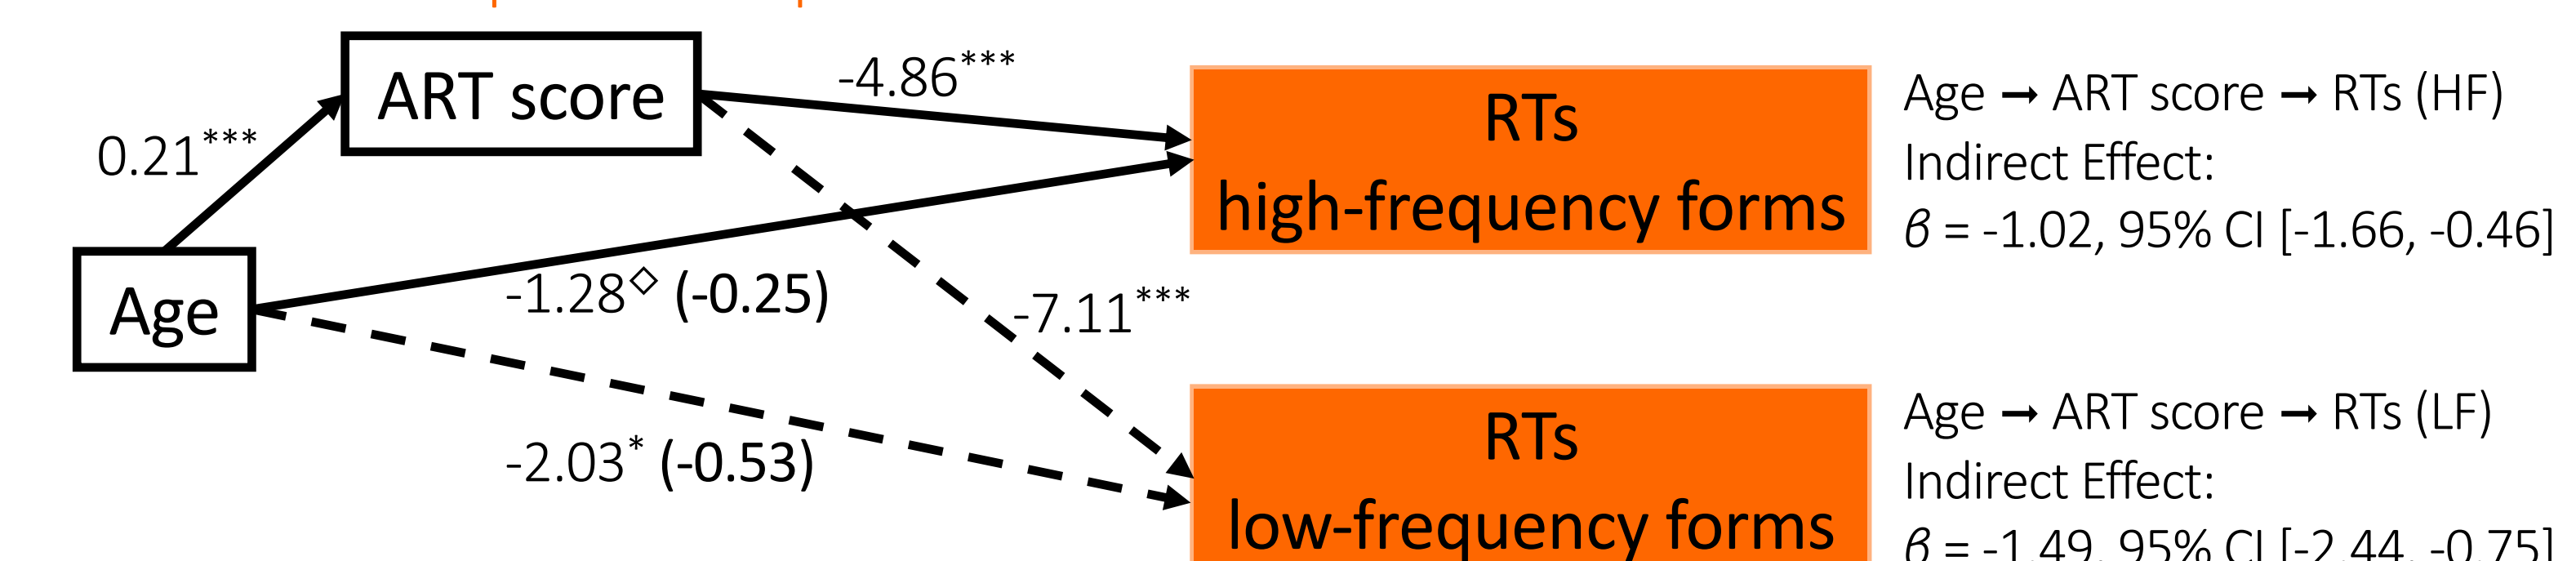 ART score
-4.86***
0.21***
Age
-1.28◇ (-0.25)
-7.11***
-2.03* (-0.53)
RTs
high-frequency forms
RTs
low-frequency forms
Age → ART score → RTs (HF)
Indirect Effect:
β = -1.02, 95% CI [-1.66, -0.46]
Age → ART score → RTs (LF)
Indirect Effect:
β = -1.49, 95% CI [-2.44, -0.75]